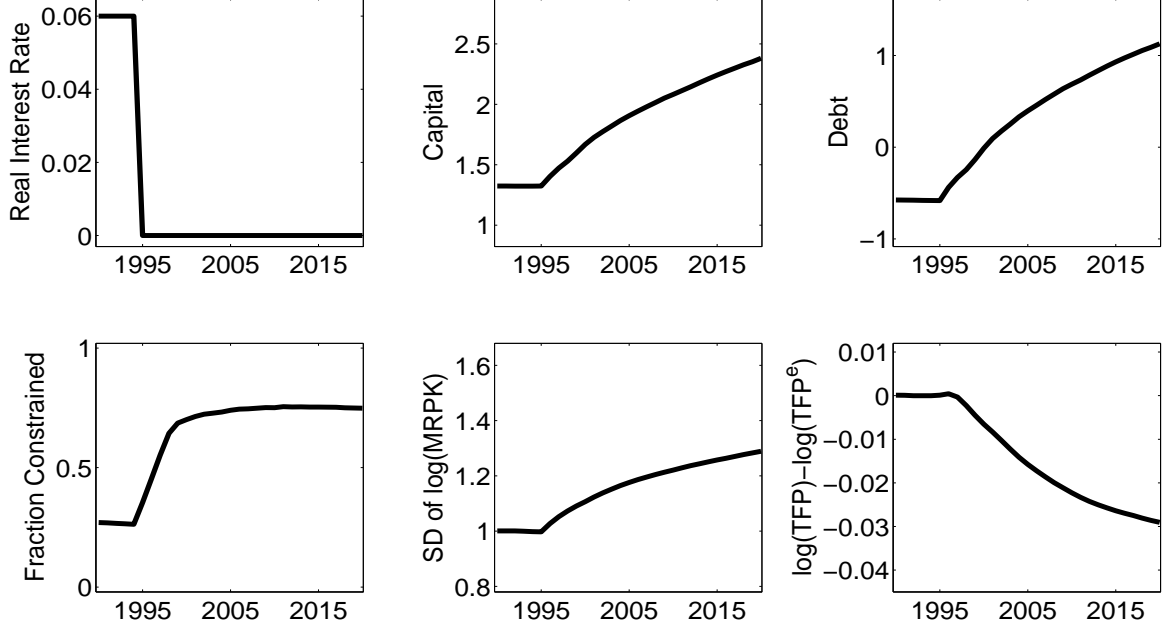 Real Interest Rate
0.06
0.04
0.02
0
1995 2005 2015
Capital
2.5
2
1.5
1
1995 2005 2015
Debt
1
0
−1
1995 2005 2015
Fraction Constrained
1
0.5
0
1995 2005 2015
SD of log(MRPK)
1.6
1.4
1.2
1
0.8
1995 2005 2015
log(TFP)−log(TFPᵉ)
0.01
0
−0.01
−0.02
−0.03
−0.04
1995 2005 2015